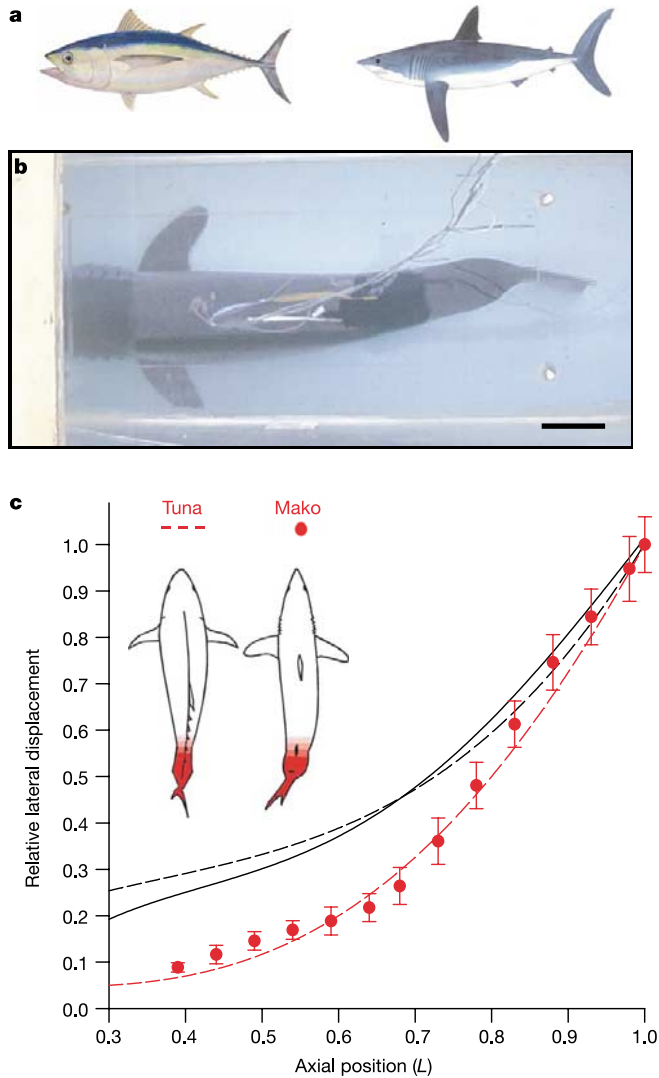 a
b
c
Tuna
Mako
1.0
0.9
0.8
0.7
0.6
0.5
0.4
0.3
0.2
0.1
0.0
Relative lateral displacement
0.3 0.4 0.5 0.6 0.7 0.8 0.9 1.0
Axial position (L)